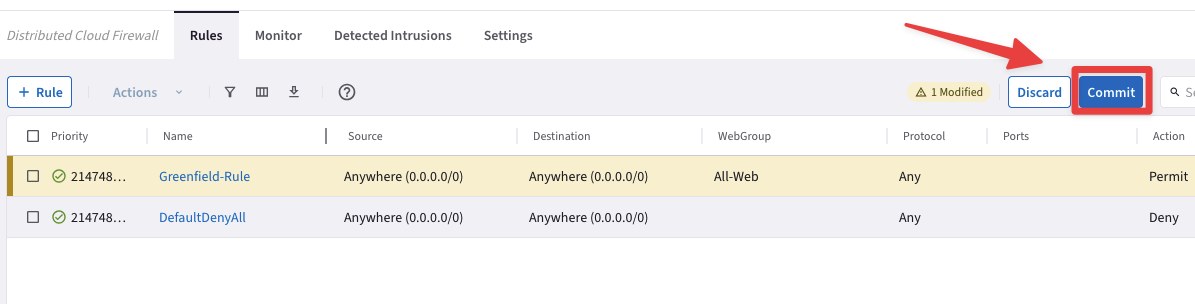 Distributed Cloud Firewall Rules Monitor Detected Intrusions Settings
+ Rule Actions 1 Modified Discard Commit Se
Priority Name Source Destination WebGroup Protocol Ports Action
214748... Greenfield-Rule Anywhere (0.0.0.0/0) Anywhere (0.0.0.0/0) All-Web Any Permit
214748... DefaultDenyAll Anywhere (0.0.0.0/0) Anywhere (0.0.0.0/0) Any Deny